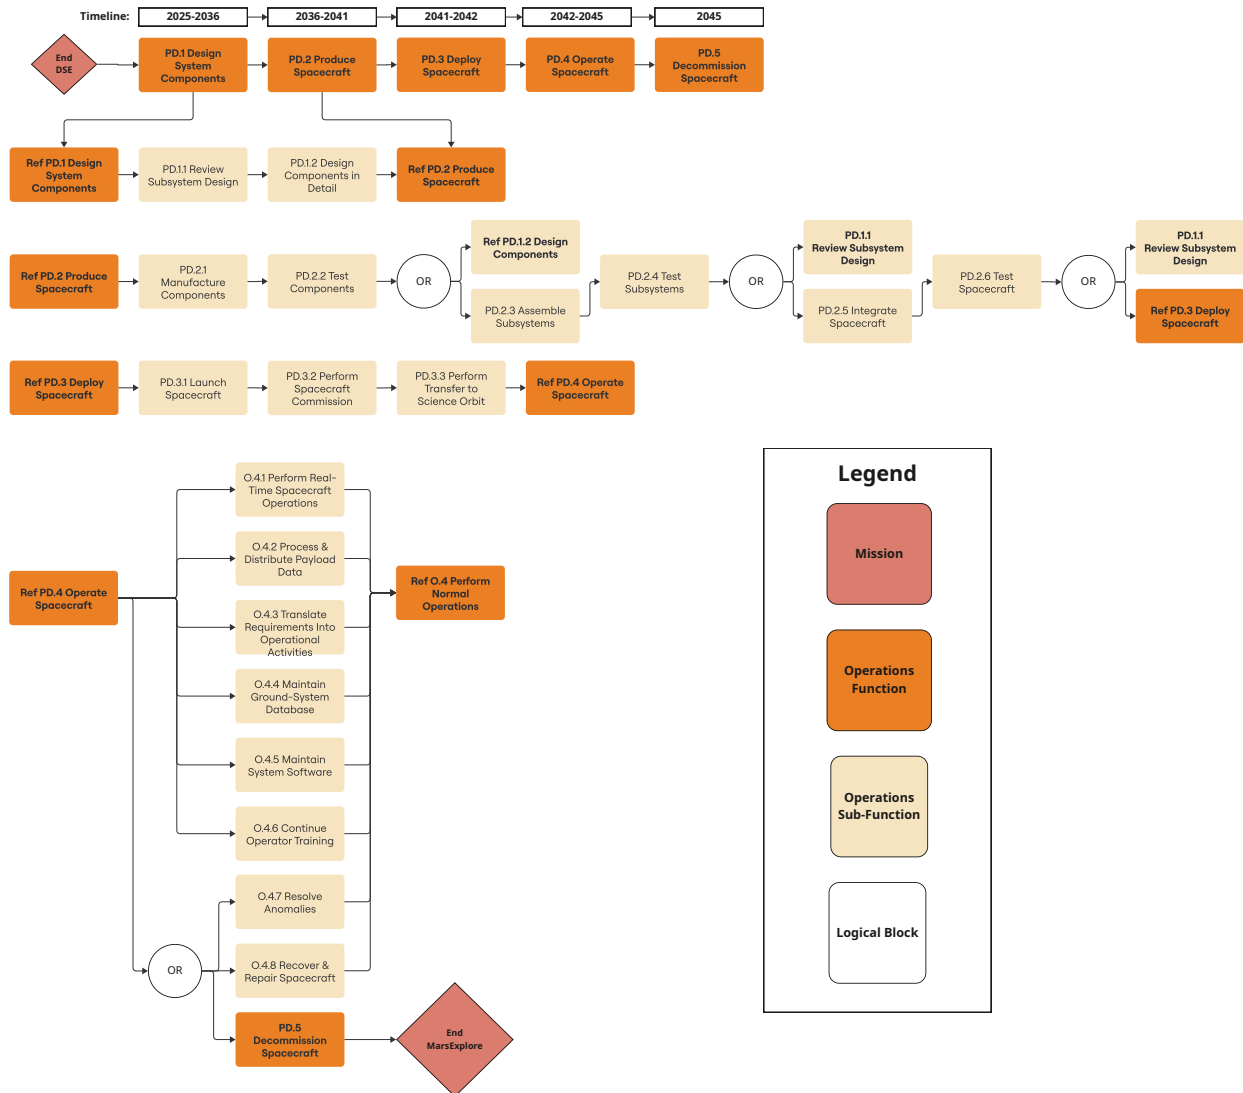 Timeline:
2025-2036
2036-2041
2041-2042
2042-2045
2045
End
DSE
PD.1 Design
System
Components
PD.2 Produce
Spacecraft
PD.3 Deploy
Spacecraft
PD.4 Operate
Spacecraft
PD.5
Decommission
Spacecraft
Ref PD.1 Design
System
Components
PD.1.1 Review
Subsystem Design
PD.1.2 Design
Components in
Detail
Ref PD.2 Produce
Spacecraft
Ref PD.2 Produce
Spacecraft
PD.2.1
Manufacture
Components
PD.2.2 Test
Components
OR
Ref PD.1.2 Design
Components
PD.2.3 Assemble
Subsystems
PD.2.4 Test
Subsystems
OR
PD.1.1
Review Subsystem
Design
PD.2.5 Integrate
Spacecraft
PD.2.6 Test
Spacecraft
OR
PD.1.1
Review Subsystem
Design
Ref PD.3 Deploy
Spacecraft
Ref PD.3 Deploy
Spacecraft
PD.3.1 Launch
Spacecraft
PD.3.2 Perform
Spacecraft
Commission
PD.3.3 Perform
Transfer to
Science Orbit
Ref PD.4 Operate
Spacecraft
Ref PD.4 Operate
Spacecraft
O.4.1 Perform Real-
Time Spacecraft
Operations
O.4.2 Process &
Distribute Payload
Data
O.4.3 Translate
Requirements Into
Operational
Activities
O.4.4 Maintain
Ground-System
Database
O.4.5 Maintain
System Software
O.4.6 Continue
Operator Training
O.4.7 Resolve
Anomalies
OR
O.4.8 Recover &
Repair Spacecraft
PD.5
Decommission
Spacecraft
Ref O.4 Perform
Normal
Operations
End
MarsExplore
Legend
Mission
Operations
Function
Operations
Sub-Function
Logical Block